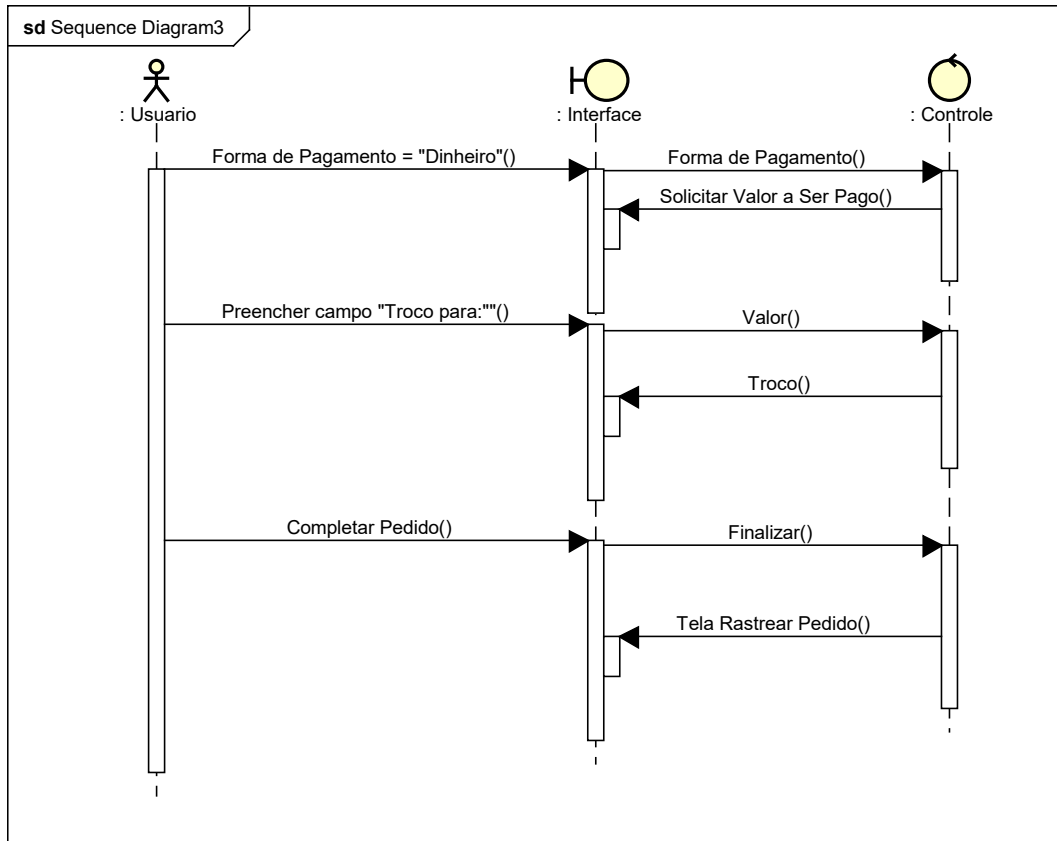 sd Sequence Diagram3
: Usuario
: Interface
: Controle
Forma de Pagamento = "Dinheiro"()
Forma de Pagamento()
Solicitar Valor a Ser Pago()
Preencher campo "Troco para:""()
Valor()
Troco()
Completar Pedido()
Finalizar()
Tela Rastrear Pedido()